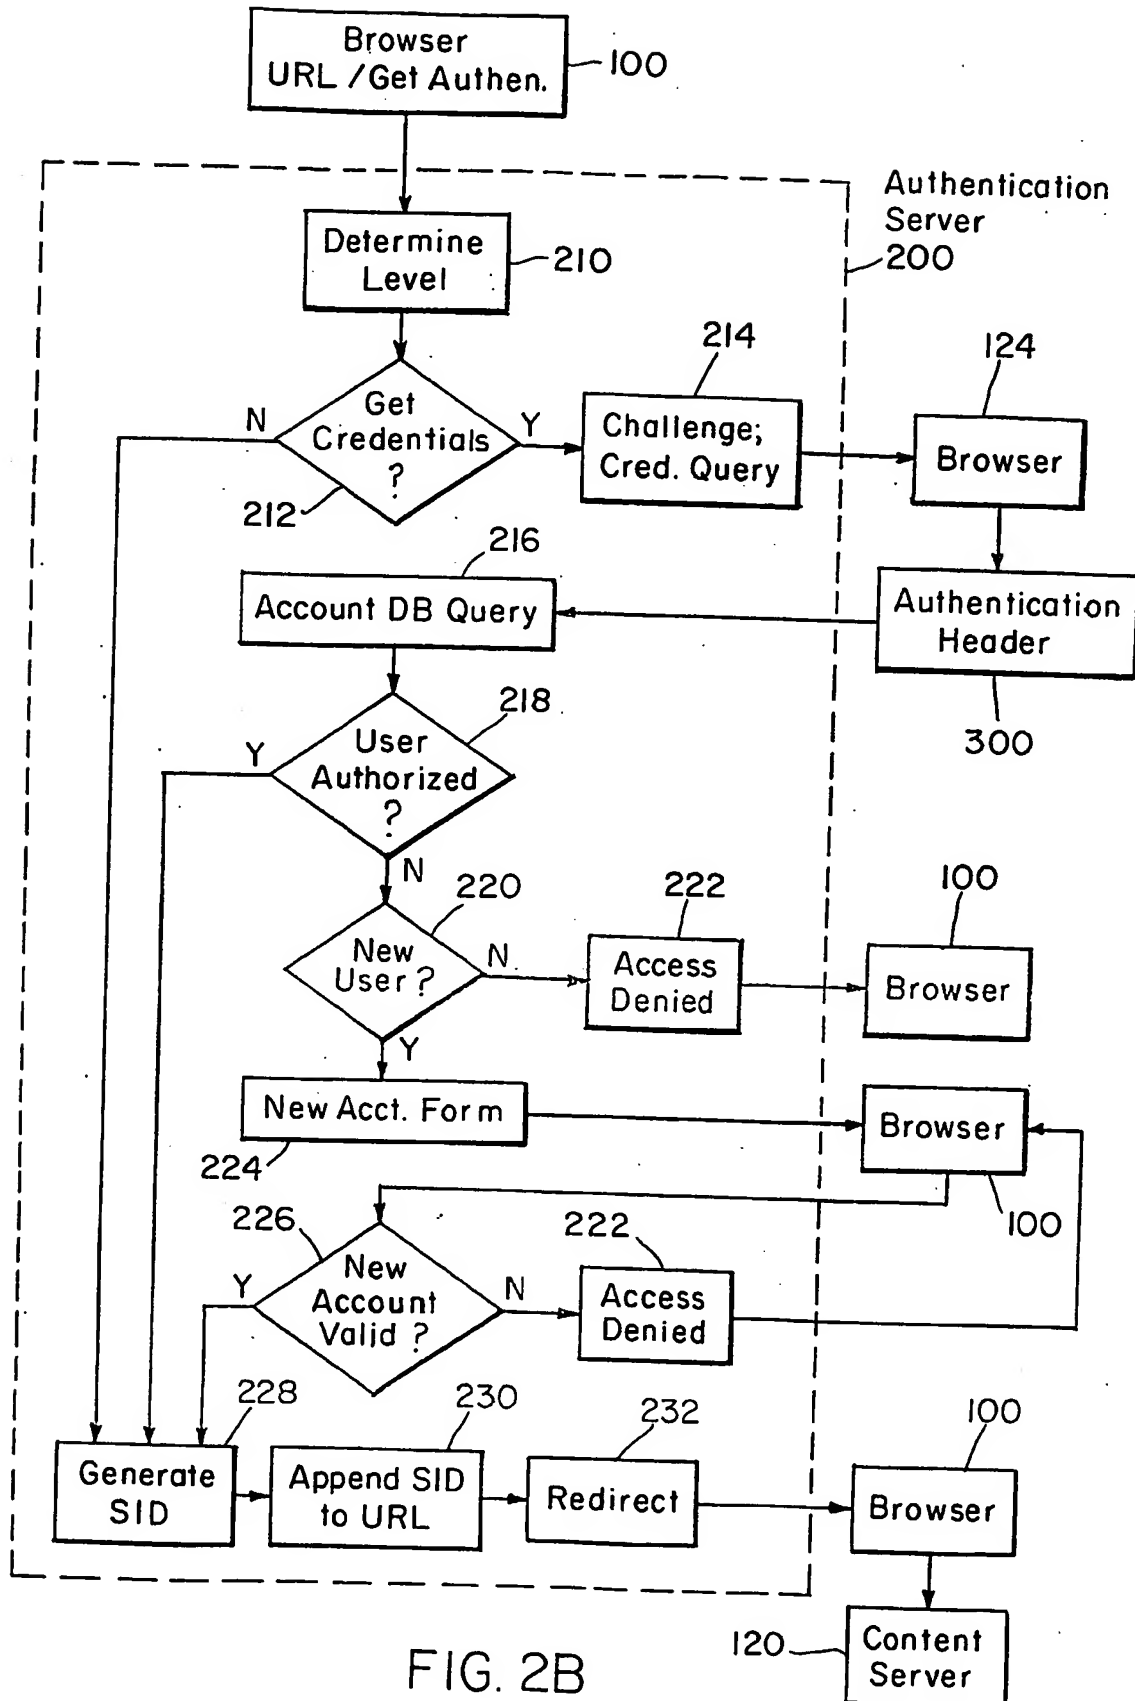 Browser
URL / Get Authen.
100
Authentication
Server
200
Determine
Level
210
214
124
N
Get
Credentials
?
Y
212
Challenge;
Cred. Query
Browser
216
Account DB Query
Authentication
Header
300
218
Y
User
Authorized
?
N
220
222
100
New
User ?
N
Access
Denied
Browser
Y
New Acct. Form
224
Browser
100
226
222
Y
New
Account
Valid ?
N
Access
Denied
228
230
232
100
Generate
SID
Append SID
to URL
Redirect
Browser
120
Content
Server
FIG. 2B